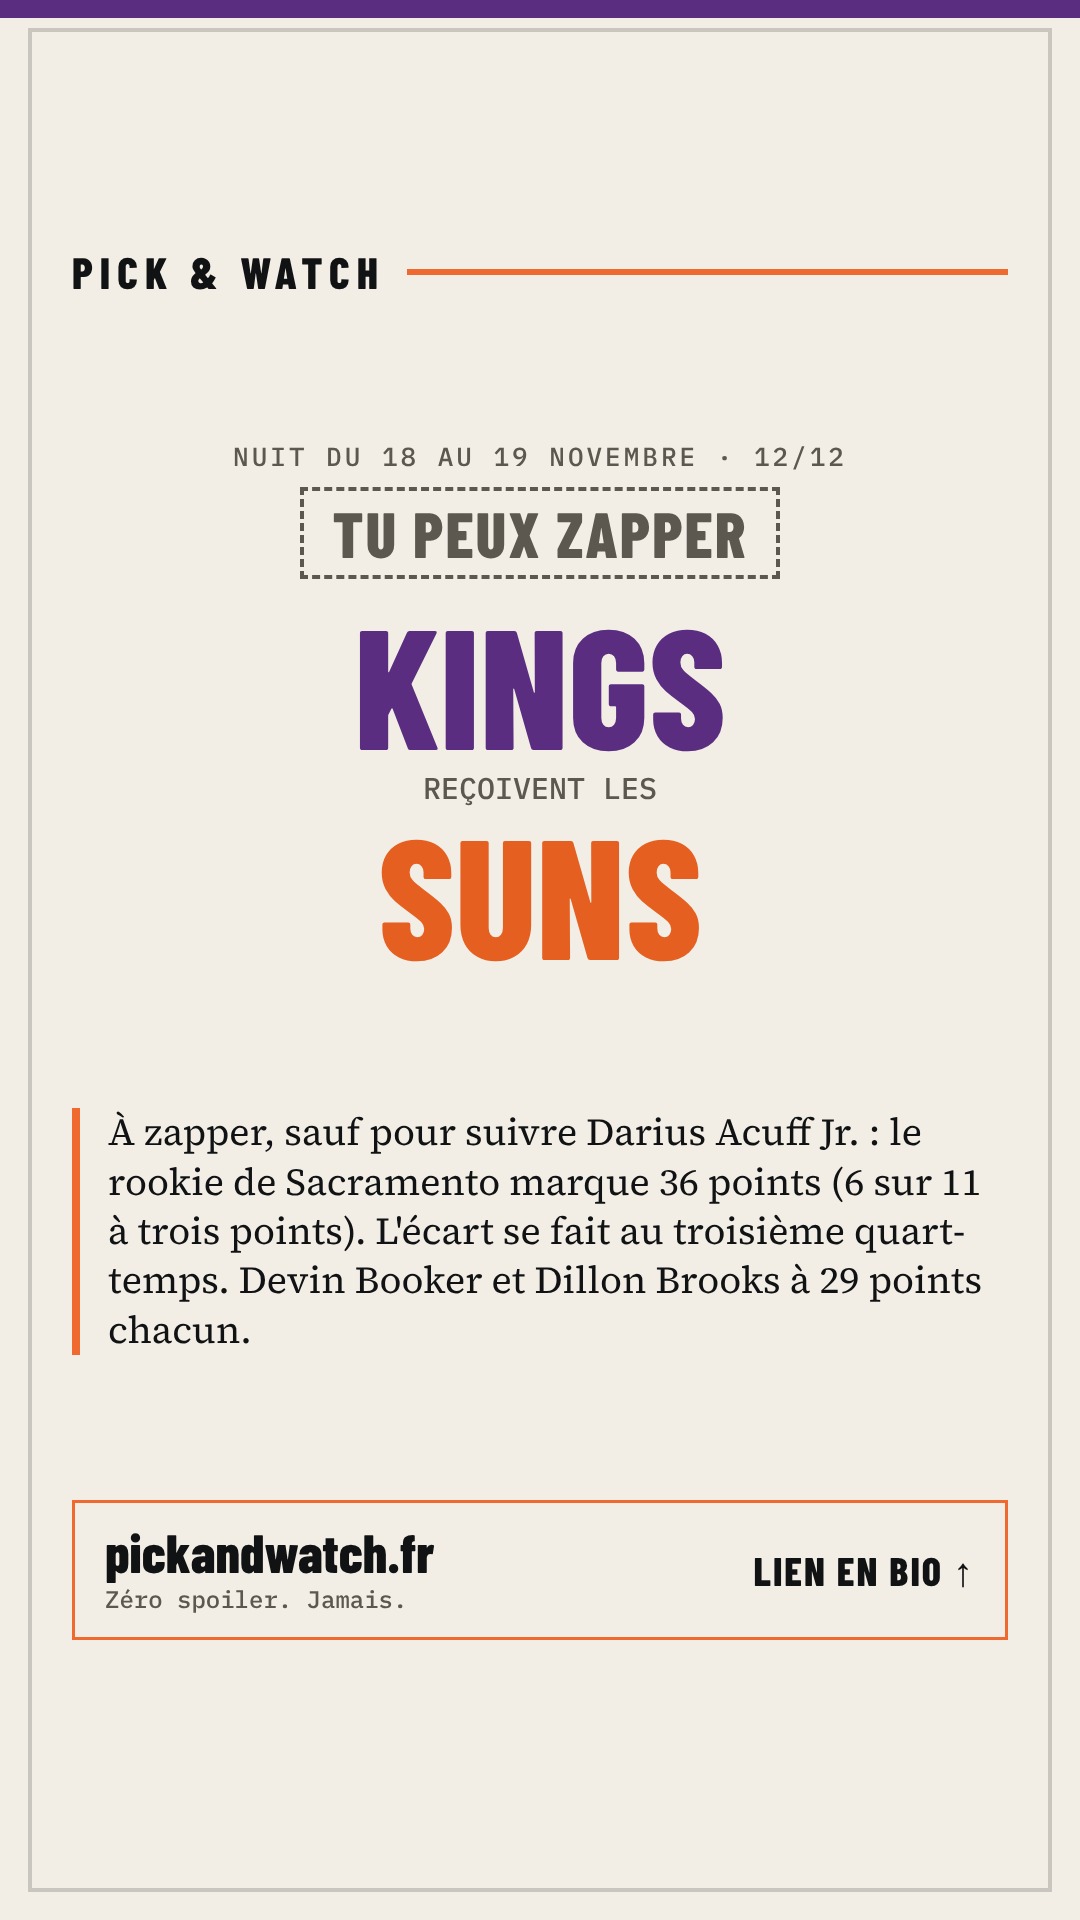 PICK & WATCH
NUIT DU 18 AU 19 NOVEMBRE · 12/12
TU PEUX ZAPPER
KINGS
REÇOIVENT LES
SUNS
À zapper, sauf pour suivre Darius Acuff Jr. : le
rookie de Sacramento marque 36 points (6 sur 11
à trois points). L'écart se fait au troisième quart-
temps. Devin Booker et Dillon Brooks à 29 points
chacun.
pickandwatch.fr
Zéro spoiler. Jamais.
LIEN EN BIO ↑